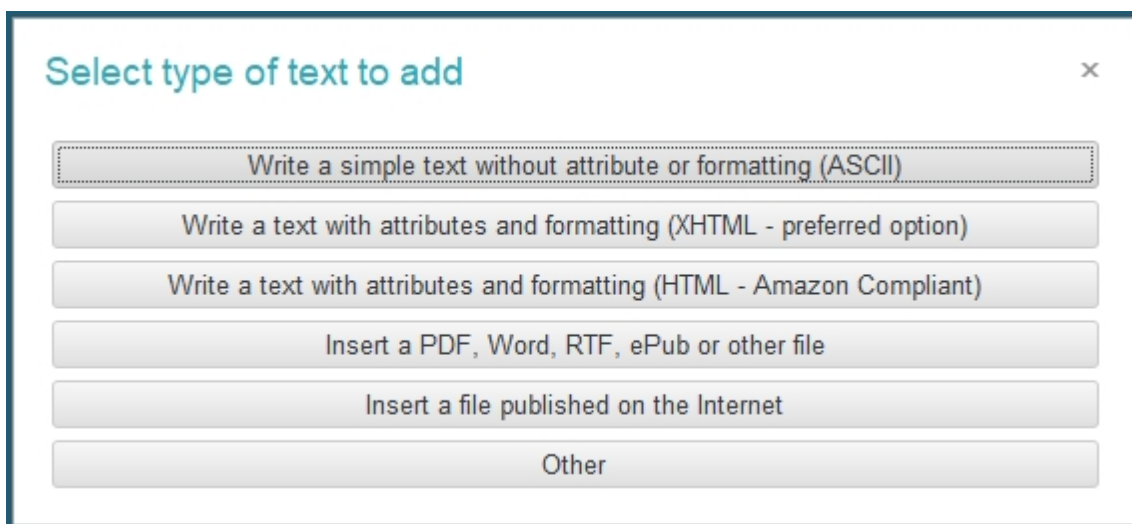 Select type of text to add
×
Write a simple text without attribute or formatting (ASCII)
Write a text with attributes and formatting (XHTML - preferred option)
Write a text with attributes and formatting (HTML - Amazon Compliant)
Insert a PDF, Word, RTF, ePub or other file
Insert a file published on the Internet
Other